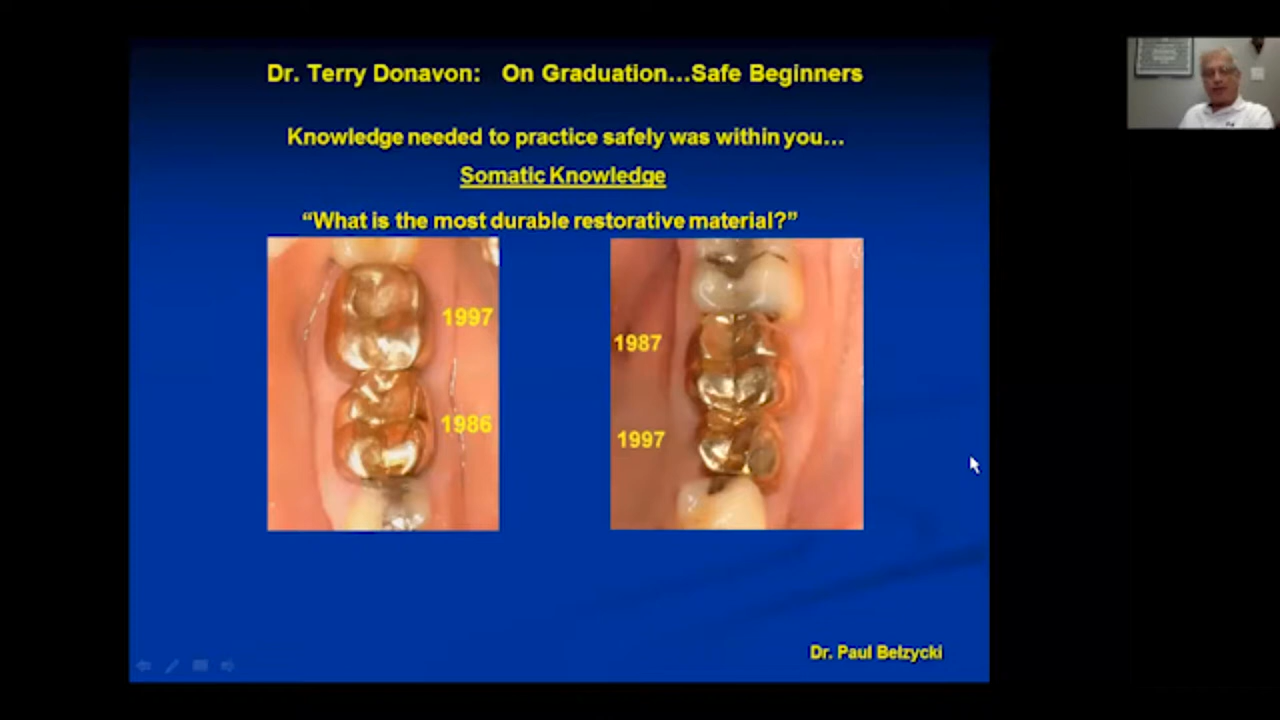 Dr. Terry Donavon: On Graduation...Safe Beginners
Knowledge needed to practice safely was within you...
Somatic Knowledge
“What is the most durable restorative material?”
1997
1986
1987
1997
Dr. Paul Belzycki